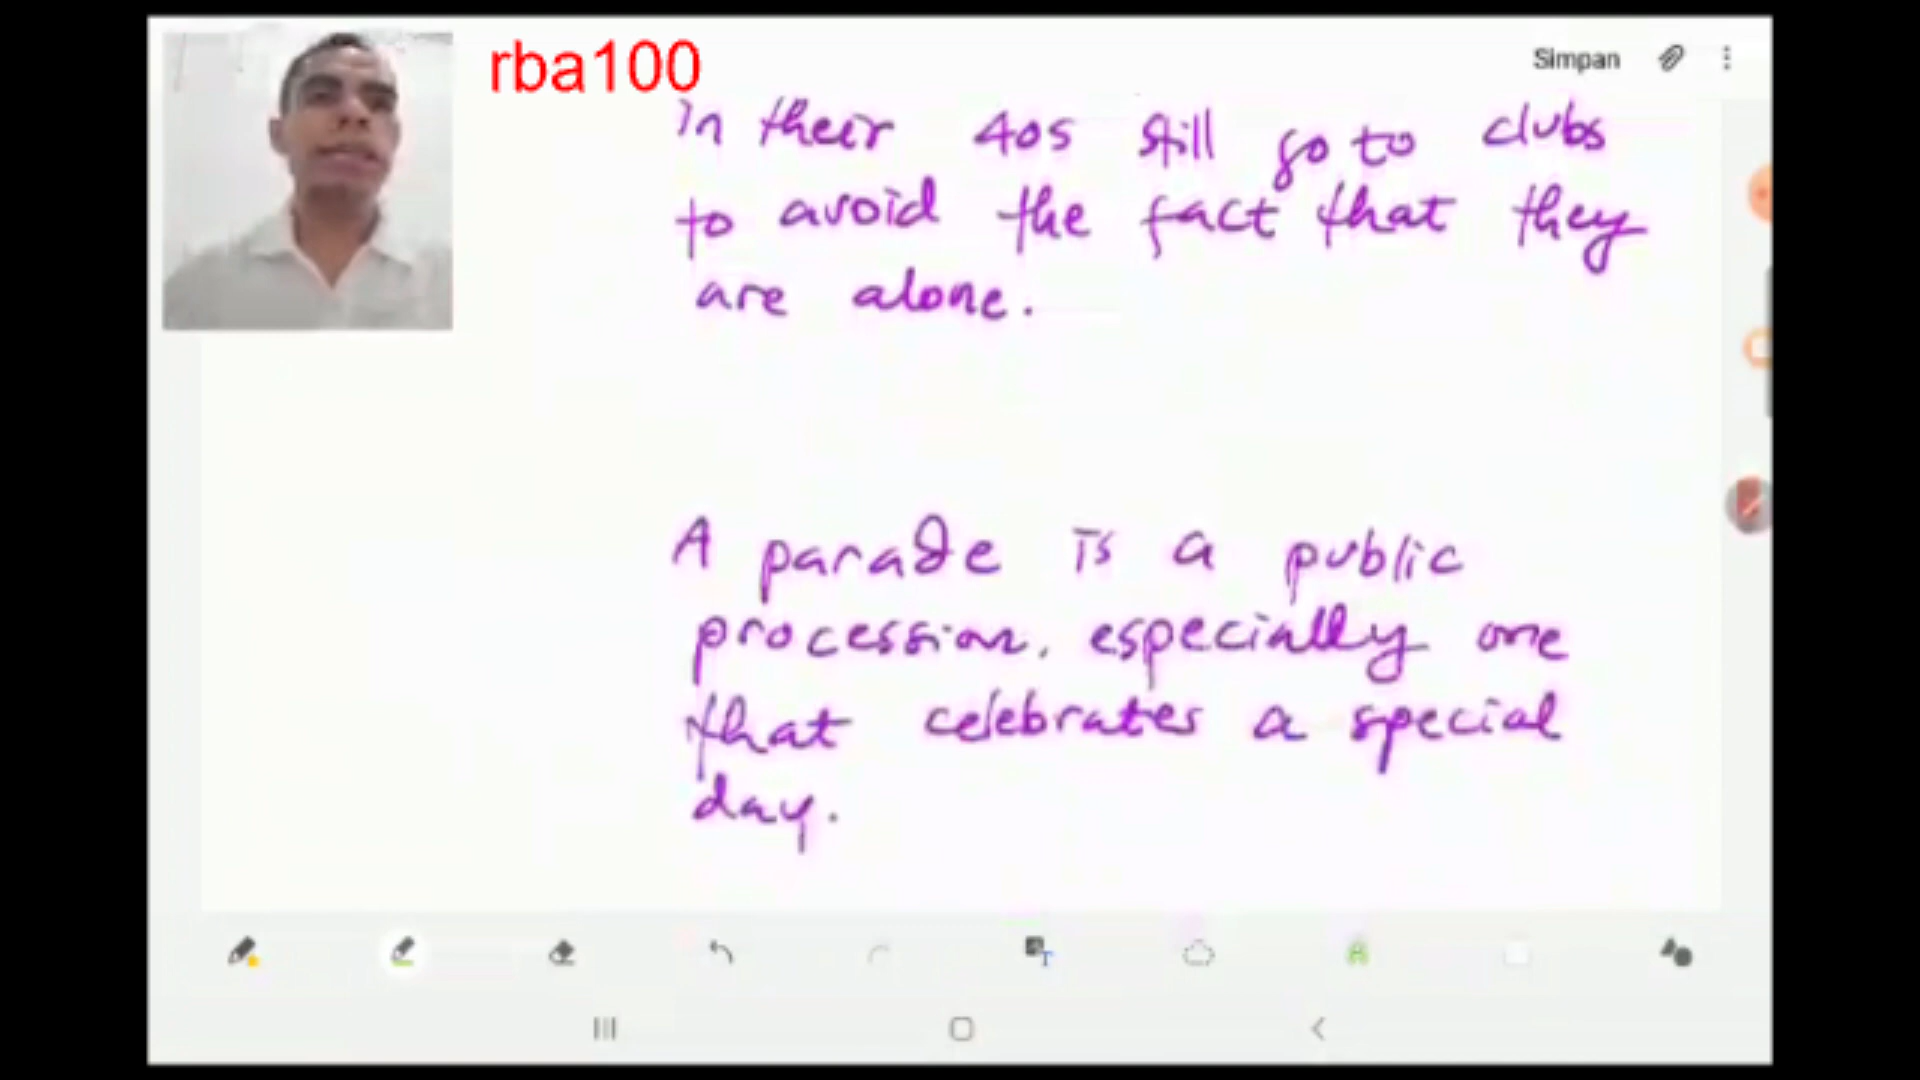 rba100
Simpan
in their 40s still go to clubs
to avoid the fact that they
are alone.
A parade is a public
procession, especially one
that celebrates a special
day.